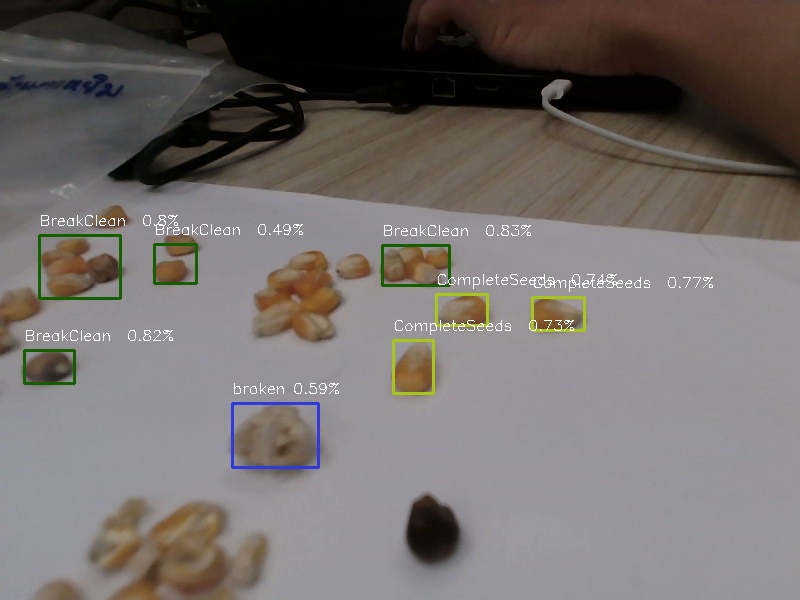 BreakClean 0.8%
BreakClean 0.49%
BreakClean 0.83%
CompleteSeeds 0.74%
CompleteSeeds 0.77%
CompleteSeeds 0.73%
BreakClean 0.82%
broken 0.59%